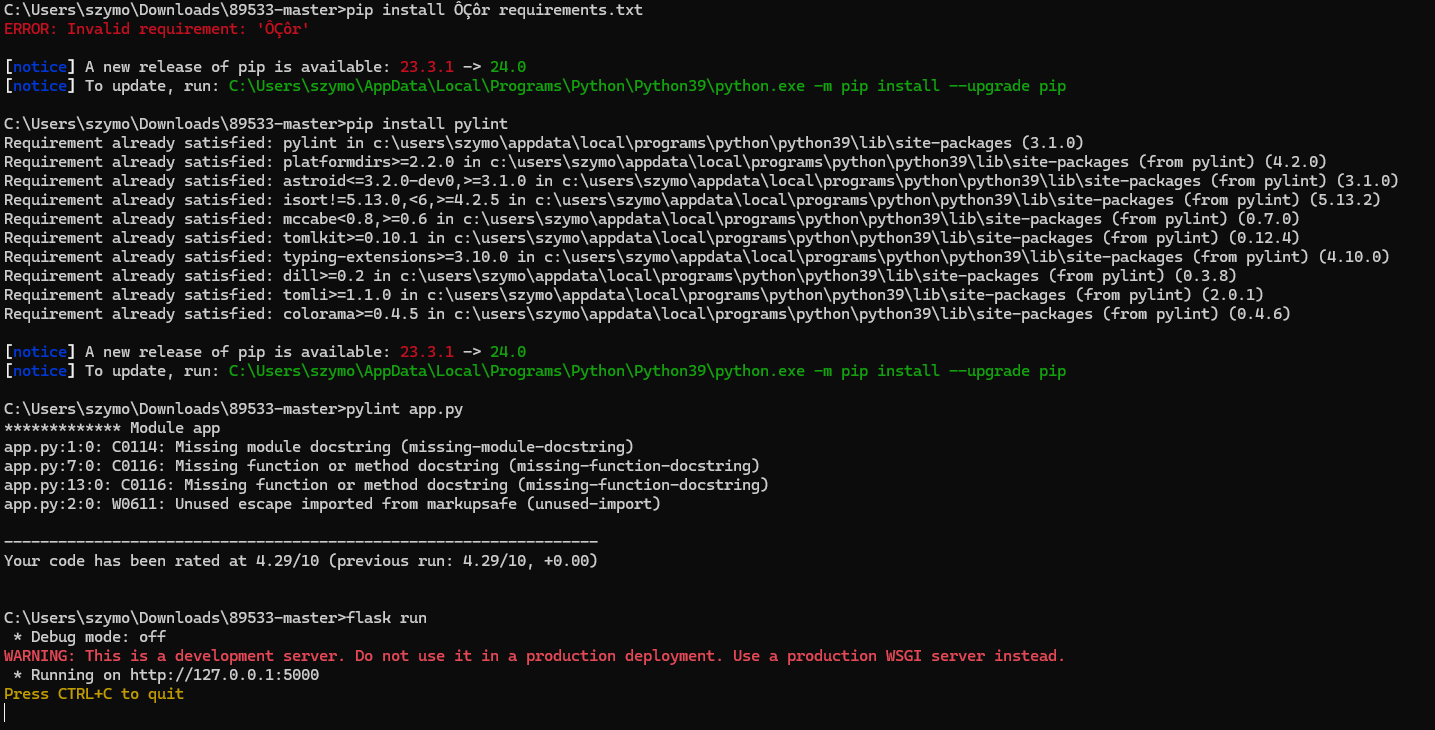 C:\Users\szymo\Downloads\89533-master>pip install ÔÇôr requirements.txt
ERROR: Invalid requirement: 'ÔÇôr'
[notice] A new release of pip is available: 23.3.1 -> 24.0
[notice] To update, run: C:\Users\szymo\AppData\Local\Programs\Python\Python39\python.exe -m pip install --upgrade pip
C:\Users\szymo\Downloads\89533-master>pip install pylint
Requirement already satisfied: pylint in c:\users\szymo\appdata\local\programs\python\python39\lib\site-packages (3.1.0)
Requirement already satisfied: platformdirs>=2.2.0 in c:\users\szymo\appdata\local\programs\python\python39\lib\site-packages (from pylint) (4.2.0)
Requirement already satisfied: astroid<=3.2.0-dev0,>=3.1.0 in c:\users\szymo\appdata\local\programs\python\python39\lib\site-packages (from pylint) (3.1.0)
Requirement already satisfied: isort!=5.13.0,<6,>=4.2.5 in c:\users\szymo\appdata\local\programs\python\python39\lib\site-packages (from pylint) (5.13.2)
Requirement already satisfied: mccabe<0.8,>=0.6 in c:\users\szymo\appdata\local\programs\python\python39\lib\site-packages (from pylint) (0.7.0)
Requirement already satisfied: tomlkit>=0.10.1 in c:\users\szymo\appdata\local\programs\python\python39\lib\site-packages (from pylint) (0.12.4)
Requirement already satisfied: typing-extensions>=3.10.0 in c:\users\szymo\appdata\local\programs\python\python39\lib\site-packages (from pylint) (4.10.0)
Requirement already satisfied: dill>=0.2 in c:\users\szymo\appdata\local\programs\python\python39\lib\site-packages (from pylint) (0.3.8)
Requirement already satisfied: tomli>=1.1.0 in c:\users\szymo\appdata\local\programs\python\python39\lib\site-packages (from pylint) (2.0.1)
Requirement already satisfied: colorama>=0.4.5 in c:\users\szymo\appdata\local\programs\python\python39\lib\site-packages (from pylint) (0.4.6)
[notice] A new release of pip is available: 23.3.1 -> 24.0
[notice] To update, run: C:\Users\szymo\AppData\Local\Programs\Python\Python39\python.exe -m pip install --upgrade pip
C:\Users\szymo\Downloads\89533-master>pylint app.py
************* Module app
app.py:1:0: C0114: Missing module docstring (missing-module-docstring)
app.py:7:0: C0116: Missing function or method docstring (missing-function-docstring)
app.py:13:0: C0116: Missing function or method docstring (missing-function-docstring)
app.py:2:0: W0611: Unused escape imported from markupsafe (unused-import)
------------------------------------------------------------------
Your code has been rated at 4.29/10 (previous run: 4.29/10, +0.00)
C:\Users\szymo\Downloads\89533-master>flask run
 * Debug mode: off
WARNING: This is a development server. Do not use it in a production deployment. Use a production WSGI server instead.
 * Running on http://127.0.0.1:5000
Press CTRL+C to quit